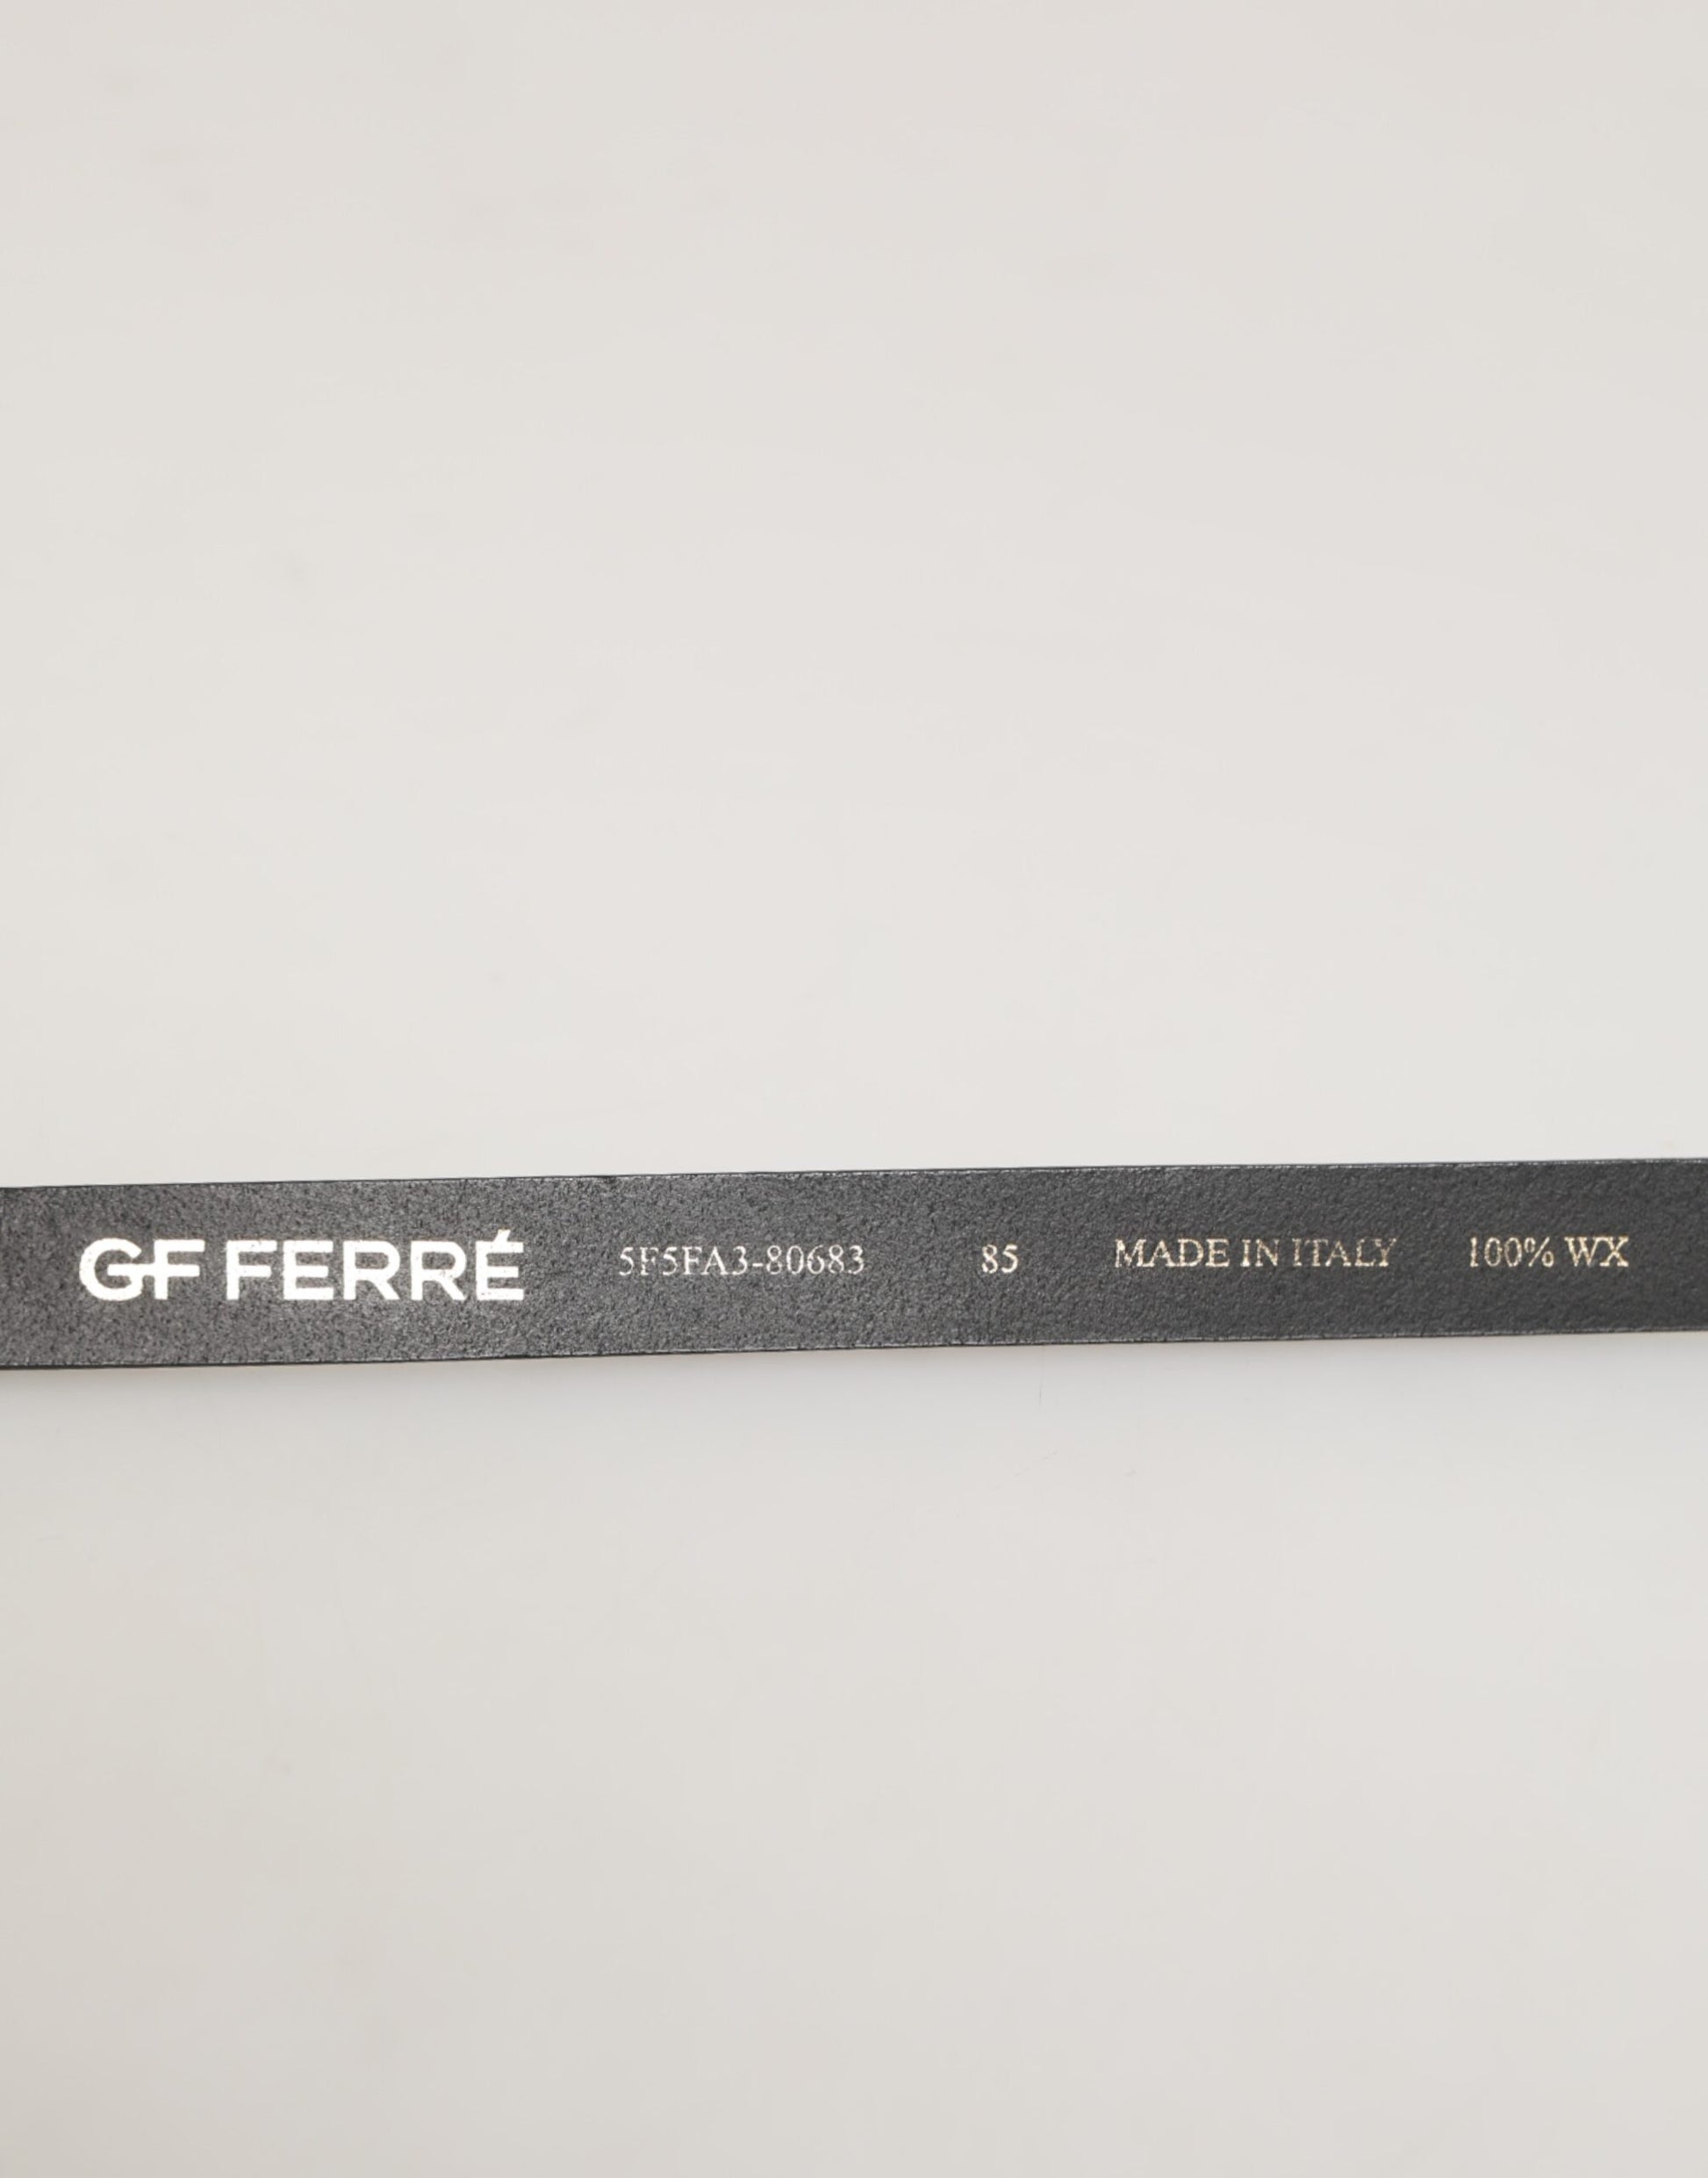 GF FERRÉ 5F5FA3-80683 85 MADE IN ITALY 100% WX